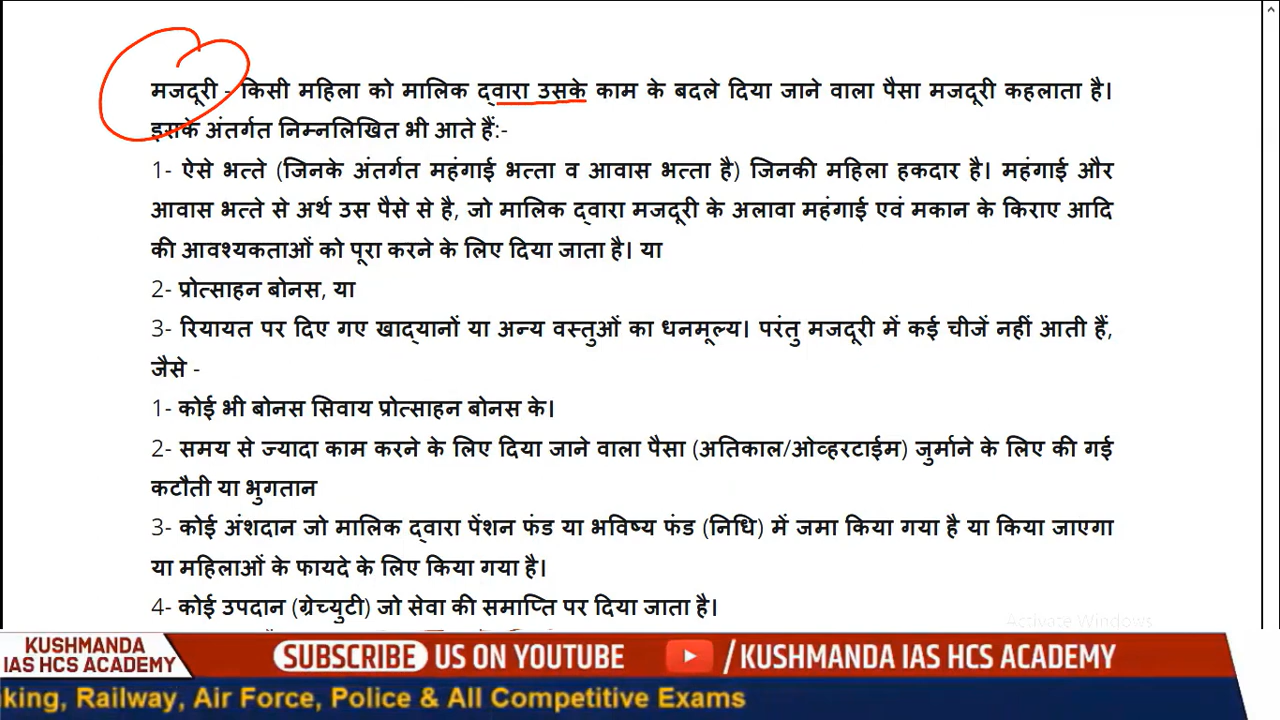 मजदूरी - किसी महिला को मालिक द्वारा उसके काम के बदले दिया जाने वाला पैसा मजदूरी कहलाता है।
इसके अंतर्गत निम्नलिखित भी आते हैं:-
1- ऐसे भत्ते (जिनके अंतर्गत महंगाई भत्ता व आवास भत्ता है) जिनकी महिला हकदार है। महंगाई और
आवास भत्ते से अर्थ उस पैसे से है, जो मालिक द्वारा मजदूरी के अलावा महंगाई एवं मकान के किराए आदि
की आवश्यकताओं को पूरा करने के लिए दिया जाता है। या
2- प्रोत्साहन बोनस, या
3- रियायत पर दिए गए खाद्यानों या अन्य वस्तुओं का धनमूल्य। परंतु मजदूरी में कई चीजें नहीं आती हैं,
जैसे -
1- कोई भी बोनस सिवाय प्रोत्साहन बोनस के।
2- समय से ज्यादा काम करने के लिए दिया जाने वाला पैसा (अतिकाल/ओव्हरटाईम) जुर्माने के लिए की गई
कटौती या भुगतान
3- कोई अंशदान जो मालिक द्वारा पेंशन फंड या भविष्य फंड (निधि) में जमा किया गया है या किया जाएगा
या महिलाओं के फायदे के लिए किया गया है।
4- कोई उपदान (ग्रेच्युटी) जो सेवा की समाप्ति पर दिया जाता है।
Activate Windows
KUSHMANDA
IAS HCS ACADEMY
SUBSCRIBE US ON YOUTUBE
/KUSHMANDA IAS HCS ACADEMY
king, Railway, Air Force, Police & All Competitive Exams